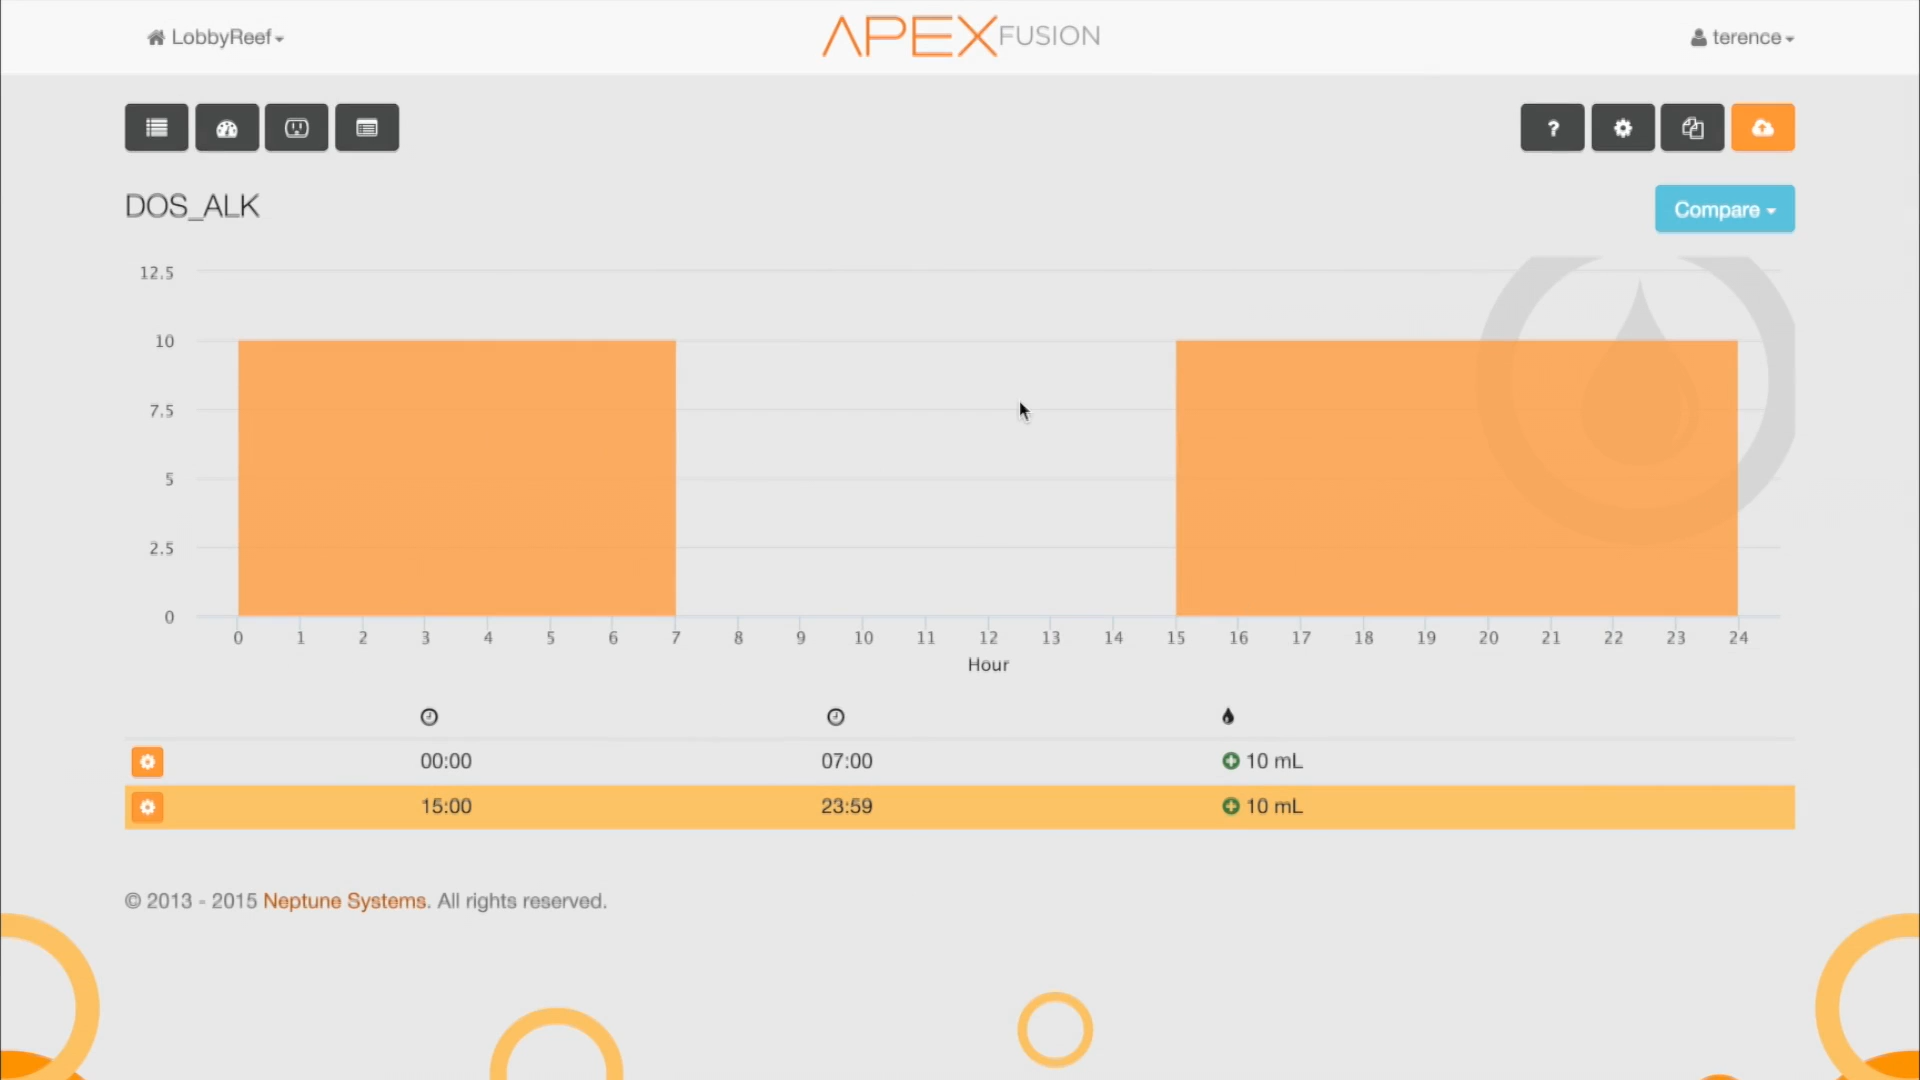 LobbyReef
APEX FUSION
terence
?
DOS_ALK
Compare
12.5
10
7.5
5
2.5
0
0 1 2 3 4 5 6 7 8 9 10 11 12 13 14 15 16 17 18 19 20 21 22 23 24
Hour
00:00 07:00 10 mL
15:00 23:59 10 mL
© 2013 - 2015 Neptune Systems. All rights reserved.